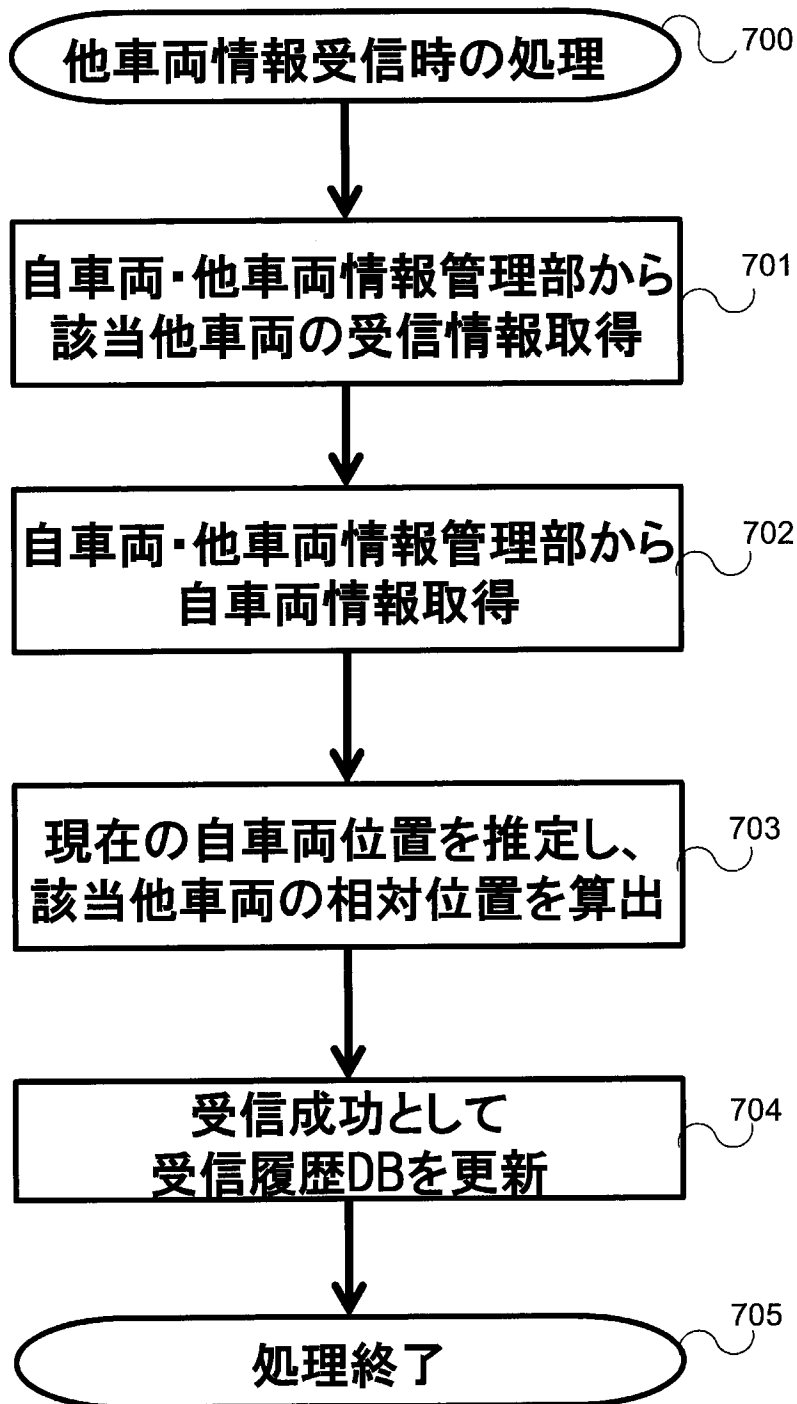 他車両情報受信時の処理
700
自車両・他車両情報管理部から
該当他車両の受信情報取得
701
自車両・他車両情報管理部から
自車両情報取得
702
現在の自車両位置を推定し、
該当他車両の相対位置を算出
703
受信成功として
受信履歴DBを更新
704
処理終了
705